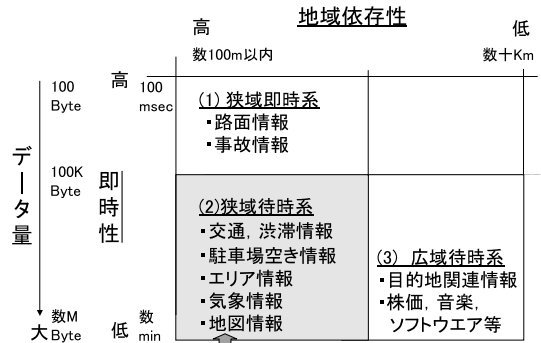 地域依存性
高
低
数100m以内
数十Km
高
100
Byte
100
msec
(1) 狭域即時系
・路面情報
・事故情報
100K
Byte
データ量
即時性
(2)狭域待時系
・交通, 渋滞情報
・駐車場空き情報
・エリア情報
・気象情報
・地図情報
(3) 広域待時系
・目的地関連情報
・株価, 音楽,
ソフトウエア等
大
数M
Byte
低
数
min